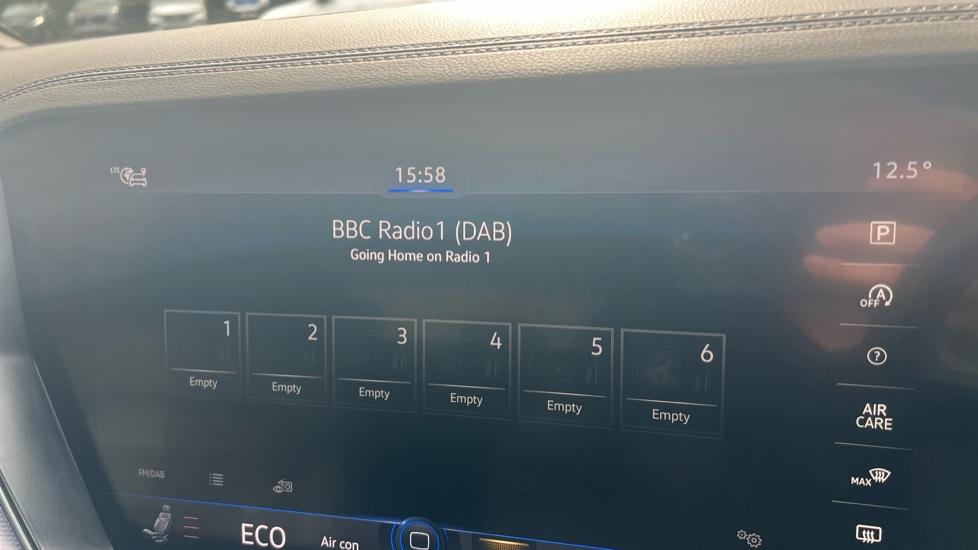 LTE
15:58
12.5°
BBC Radio1 (DAB)
Going Home on Radio 1
P
A
OFF
?
1 2 3 4 5 6
Empty Empty Empty Empty Empty Empty
AIR
CARE
MAX
FM/DAB
ECO
Air con